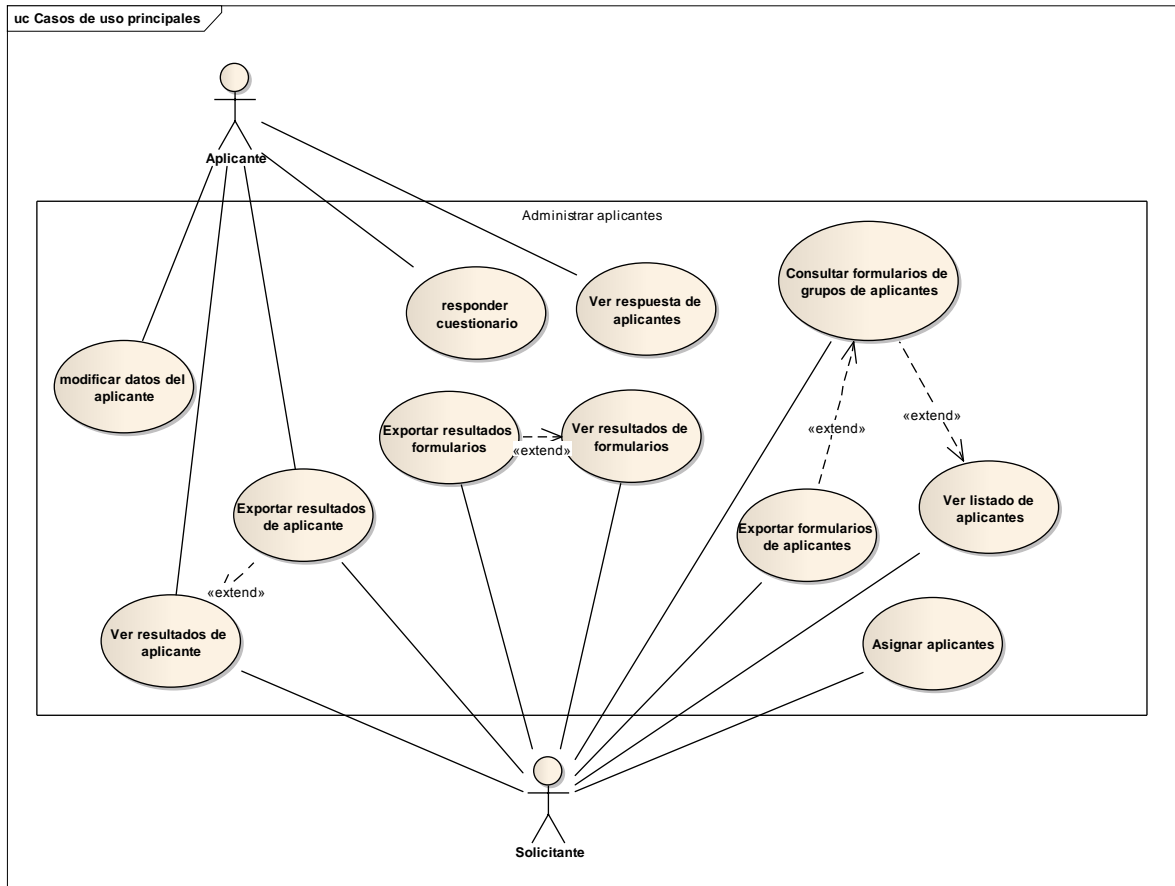 uc Casos de uso principales
Aplicante
Administrar aplicantes
Consultar formularios de
grupos de aplicantes
responder
cuestionario
Ver respuesta de
aplicantes
modificar datos del
aplicante
Exportar resultados
formularios
«extend»
Ver resultados de
formularios
«extend»
«extend»
Exportar resultados
de aplicante
Exportar formularios
de aplicantes
Ver listado de
aplicantes
«extend»
Ver resultados de
aplicante
Asignar aplicantes
Solicitante